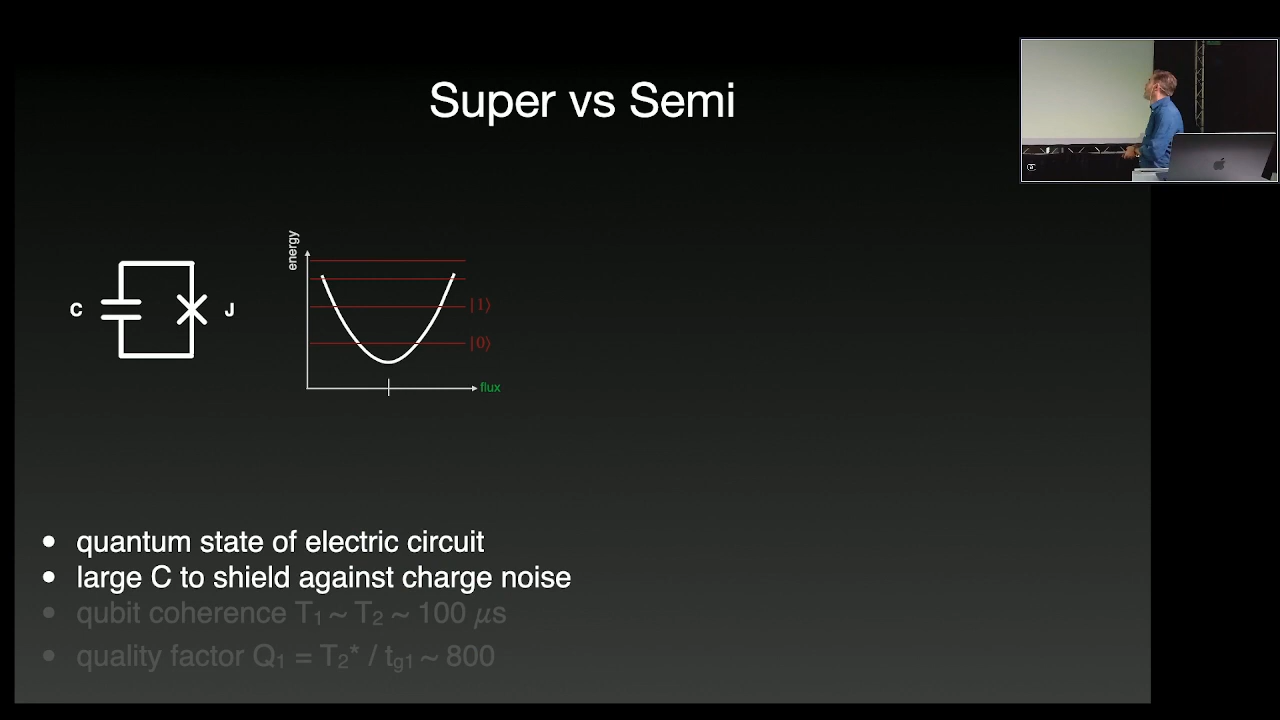 Super vs Semi
energy
C
J
|1⟩
|0⟩
flux
• quantum state of electric circuit
• large C to shield against charge noise
• qubit coherence T₁ ~ T₂ ~ 100 μs
• quality factor Q₁ = T₂* / tg1 ~ 800